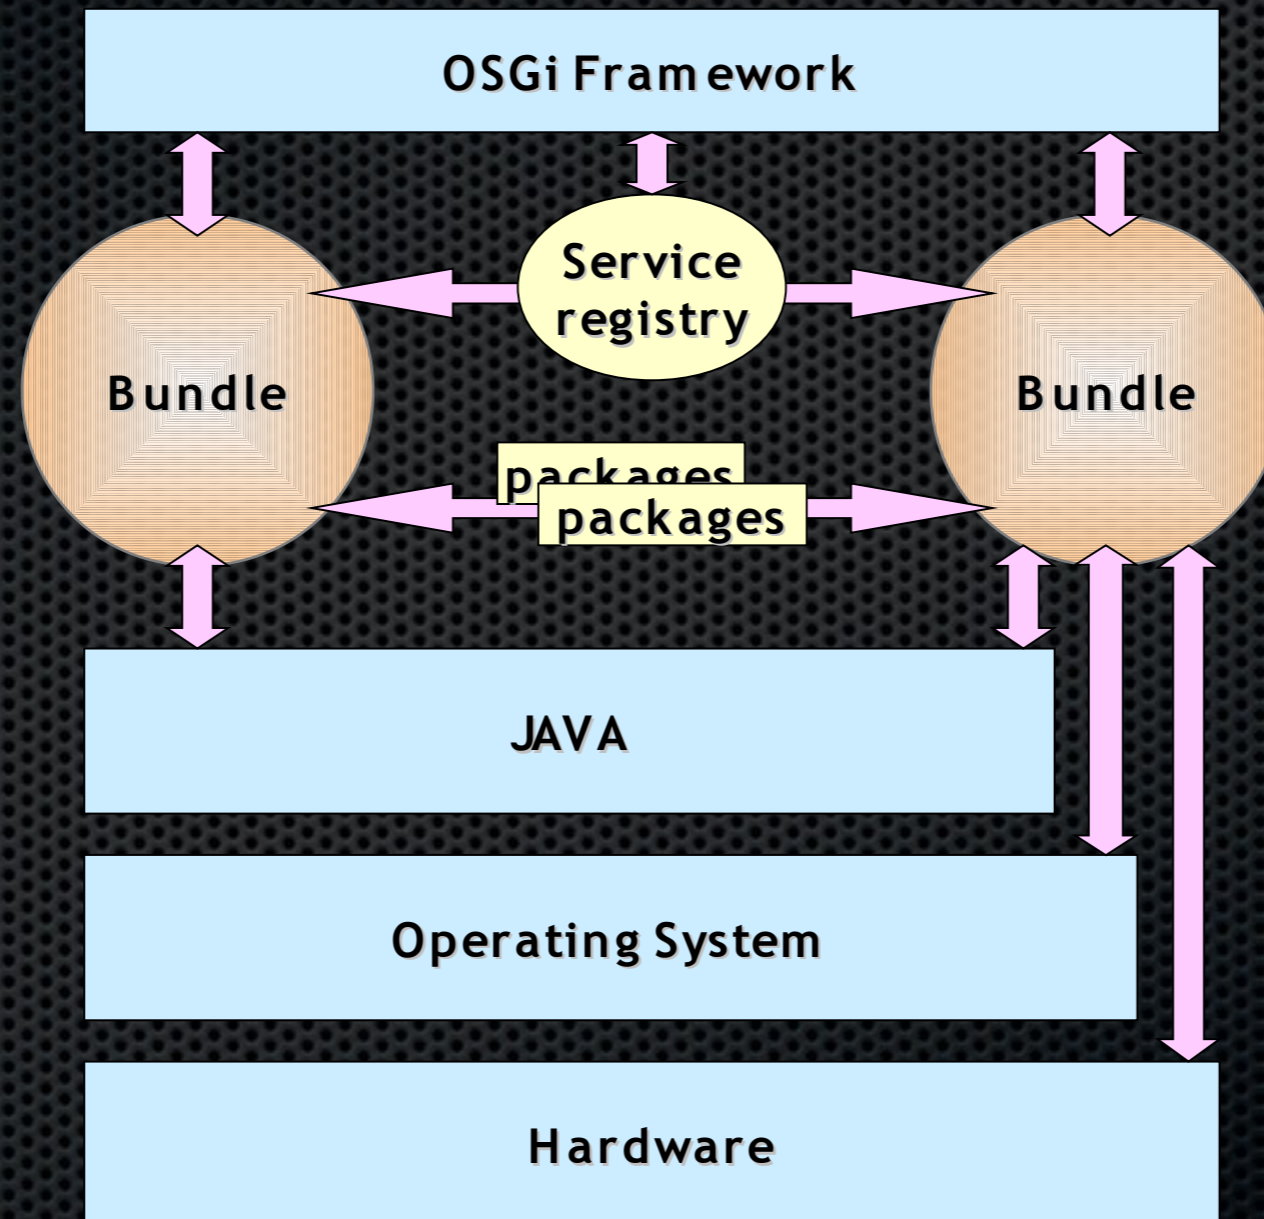 OSGi Framework
Service
registry
Bundle
Bundle
packages
packages
JAVA
Operating System
Hardware